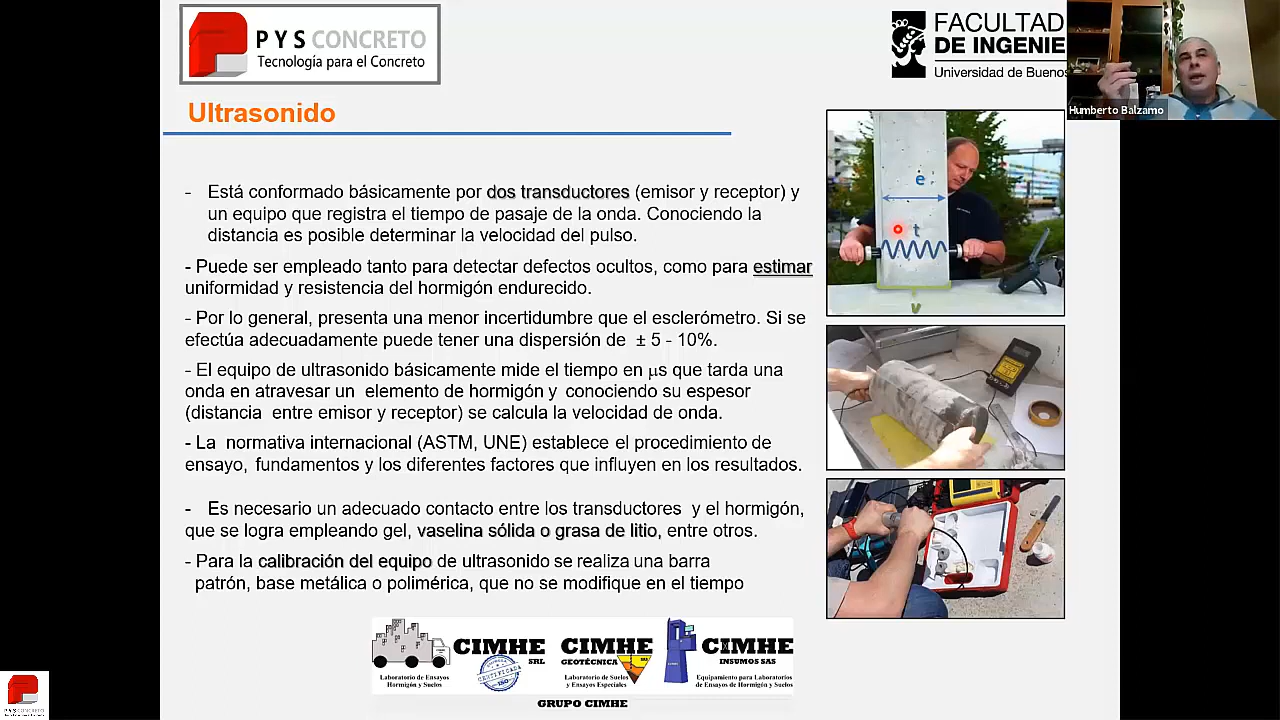 PYS CONCRETO
Tecnología para el Concreto
FACULTAD
DE INGENIE
Universidad de Buenos
Humberto Balzamo
Ultrasonido
- Está conformado básicamente por dos transductores (emisor y receptor) y
un equipo que registra el tiempo de pasaje de la onda. Conociendo la
distancia es posible determinar la velocidad del pulso.
- Puede ser empleado tanto para detectar defectos ocultos, como para estimar
uniformidad y resistencia del hormigón endurecido.
- Por lo general, presenta una menor incertidumbre que el esclerómetro. Si se
efectúa adecuadamente puede tener una dispersión de ± 5 - 10%.
- El equipo de ultrasonido básicamente mide el tiempo en µs que tarda una
onda en atravesar un elemento de hormigón y conociendo su espesor
(distancia entre emisor y receptor) se calcula la velocidad de onda.
- La normativa internacional (ASTM, UNE) establece el procedimiento de
ensayo, fundamentos y los diferentes factores que influyen en los resultados.
- Es necesario un adecuado contacto entre los transductores y el hormigón,
que se logra empleando gel, vaselina sólida o grasa de litio, entre otros.
- Para la calibración del equipo de ultrasonido se realiza una barra
patrón, base metálica o polimérica, que no se modifique en el tiempo
e
t
v
CIMHE
SRL
Laboratorio de Ensayos
Hormigón y Suelos
CERTIFICADA
CIMHE
GEOTÉCNICA
SRL
Laboratorio de Suelos
y Ensayos Especiales
CIMHE
INSUMOS SAS
Equipamiento para Laboratorios
de Ensayos de Hormigón y Suelos
GRUPO CIMHE
PYS CONCRETO